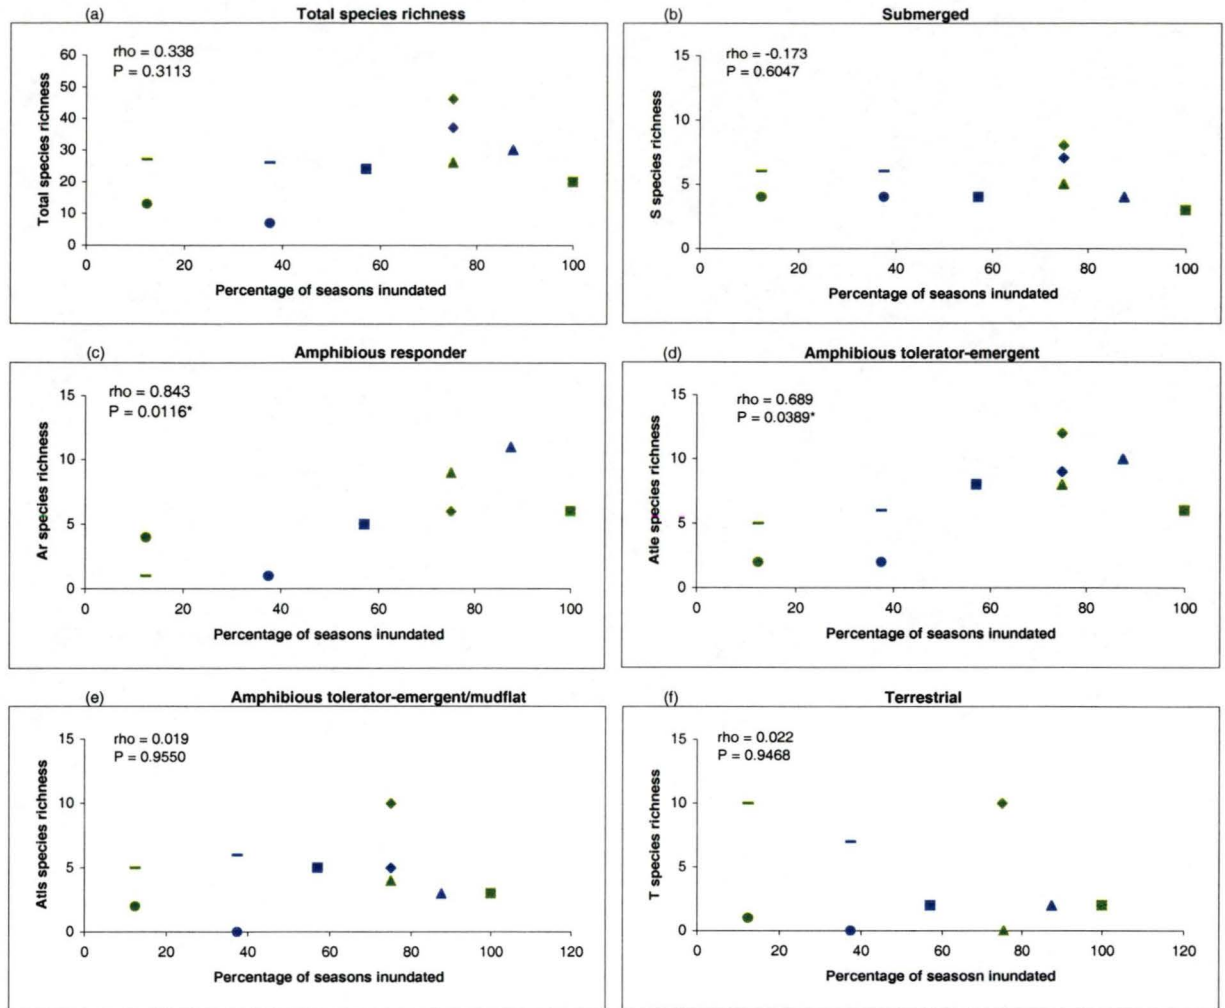 (a) Total species richness
rho = 0.338
P = 0.3113
Total species richness
60
50
40
30
20
10
0
0 20 40 60 80 100
Percentage of seasons inundated
(b) Submerged
rho = -0.173
P = 0.6047
S species richness
15
10
5
0
0 20 40 60 80 100
Percentage of seasons inundated
(c) Amphibious responder
rho = 0.843
P = 0.0116*
Ar species richness
15
10
5
0
0 20 40 60 80 100
Percentage of seasons inundated
(d) Amphibious tolerator-emergent
rho = 0.689
P = 0.0389*
Atle species richness
15
10
5
0
0 20 40 60 80 100
Percentage of seasons inundated
(e) Amphibious tolerator-emergent/mudflat
rho = 0.019
P = 0.9550
Atls species richness
15
10
5
0
0 20 40 60 80 100 120
Percentage of seasons inundated
(f) Terrestrial
rho = 0.022
P = 0.9468
T species richness
15
10
5
0
0 20 40 60 80 100 120
Percentage of seasosn inundated